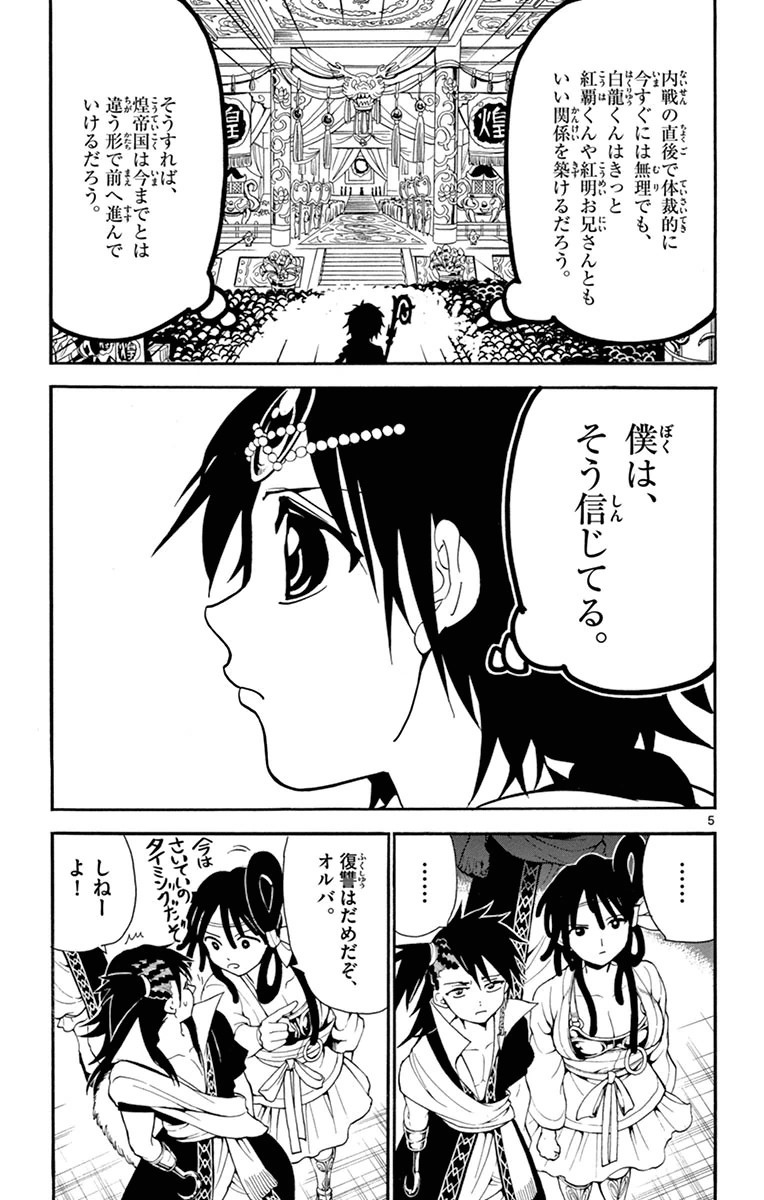 内戦の直後で体裁的に
今すぐには無理でも、
白龍くんはきっと
紅覇くんや紅明お兄さんとも
いい関係を築けるだろう。
そうすれば、
煌帝国は今までとは
違う形で前へ進んで
いけるだろう。
煌
煌
僕は、
そう信じてる。
5
……
……
復讐はだめだぞ、
オルバ。
今は
さいていの
タイミングだぞ
しねー
よ!